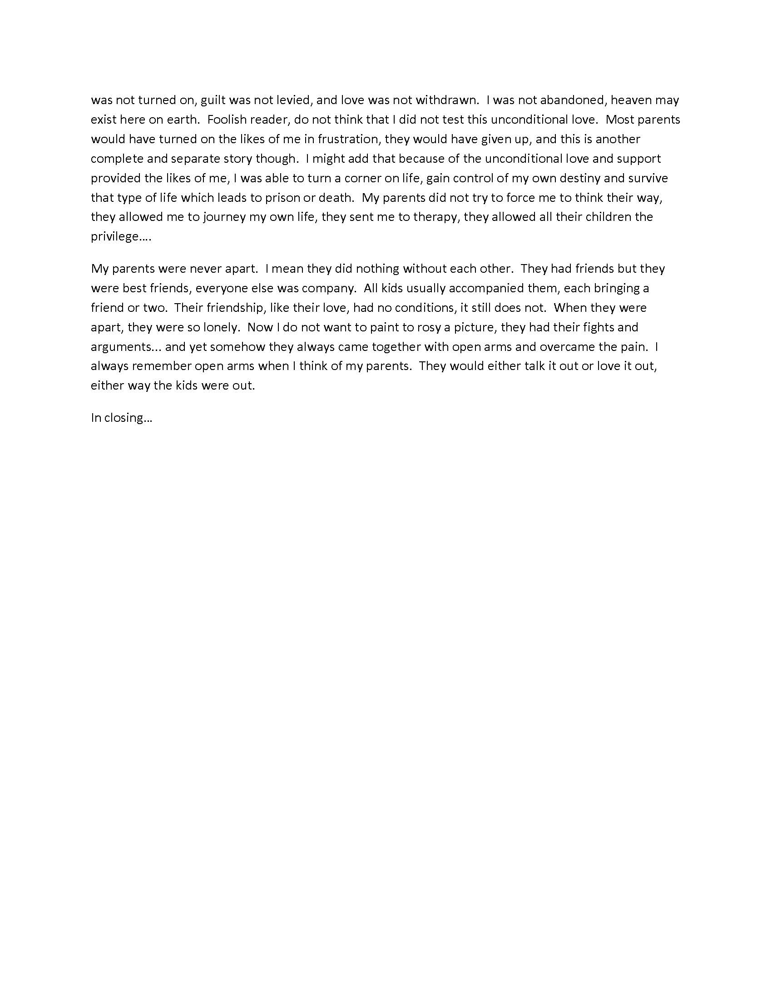 was not turned on, guilt was not levied, and love was not withdrawn.  I was not abandoned, heaven may
exist here on earth.  Foolish reader, do not think that I did not test this unconditional love.  Most parents
would have turned on the likes of me in frustration, they would have given up, and this is another
complete and separate story though.  I might add that because of the unconditional love and support
provided the likes of me, I was able to turn a corner on life, gain control of my own destiny and survive
that type of life which leads to prison or death.  My parents did not try to force me to think their way,
they allowed me to journey my own life, they sent me to therapy, they allowed all their children the
privilege….
My parents were never apart.  I mean they did nothing without each other.  They had friends but they
were best friends, everyone else was company.  All kids usually accompanied them, each bringing a
friend or two.  Their friendship, like their love, had no conditions, it still does not.  When they were
apart, they were so lonely.  Now I do not want to paint to rosy a picture, they had their fights and
arguments… and yet somehow they always came together with open arms and overcame the pain.  I
always remember open arms when I think of my parents.  They would either talk it out or love it out,
either way the kids were out.
In closing…